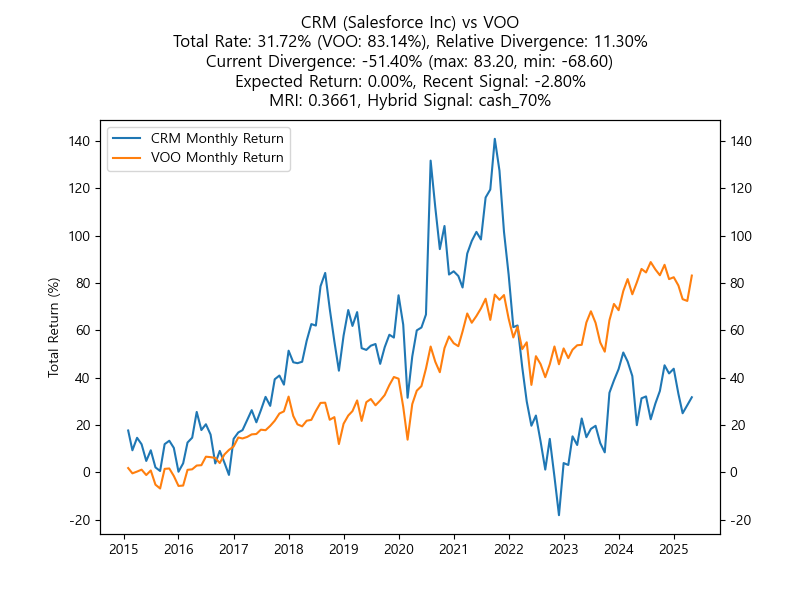 CRM (Salesforce Inc) vs VOO
Total Rate: 31.72% (VOO: 83.14%), Relative Divergence: 11.30%
Current Divergence: -51.40% (max: 83.20, min: -68.60)
Expected Return: 0.00%, Recent Signal: -2.80%
MRI: 0.3661, Hybrid Signal: cash_70%
CRM Monthly Return
VOO Monthly Return
Total Return (%)
140
120
100
80
60
40
20
0
-20
140
120
100
80
60
40
20
0
-20
2015 2016 2017 2018 2019 2020 2021 2022 2023 2024 2025